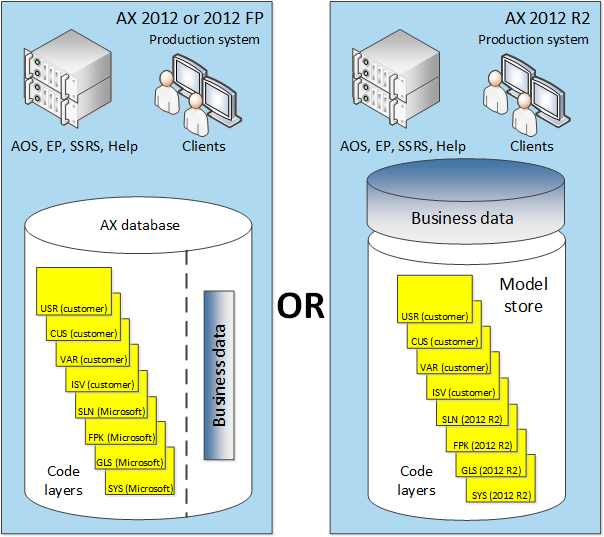 AX 2012 or 2012 FP
Production system
AOS, EP, SSRS, Help
Clients
AX database
USR (customer)
CUS (customer)
VAR (customer)
ISV (customer)
SLN (Microsoft)
FPK (Microsoft)
GLS (Microsoft)
SYS (Microsoft)
Code
layers
Business data
OR
AX 2012 R2
Production system
AOS, EP, SSRS, Help
Clients
Business data
Model
store
USR (customer)
CUS (customer)
VAR (customer)
ISV (customer)
SLN (2012 R2)
FPK (2012 R2)
GLS (2012 R2)
SYS (2012 R2)
Code
layers